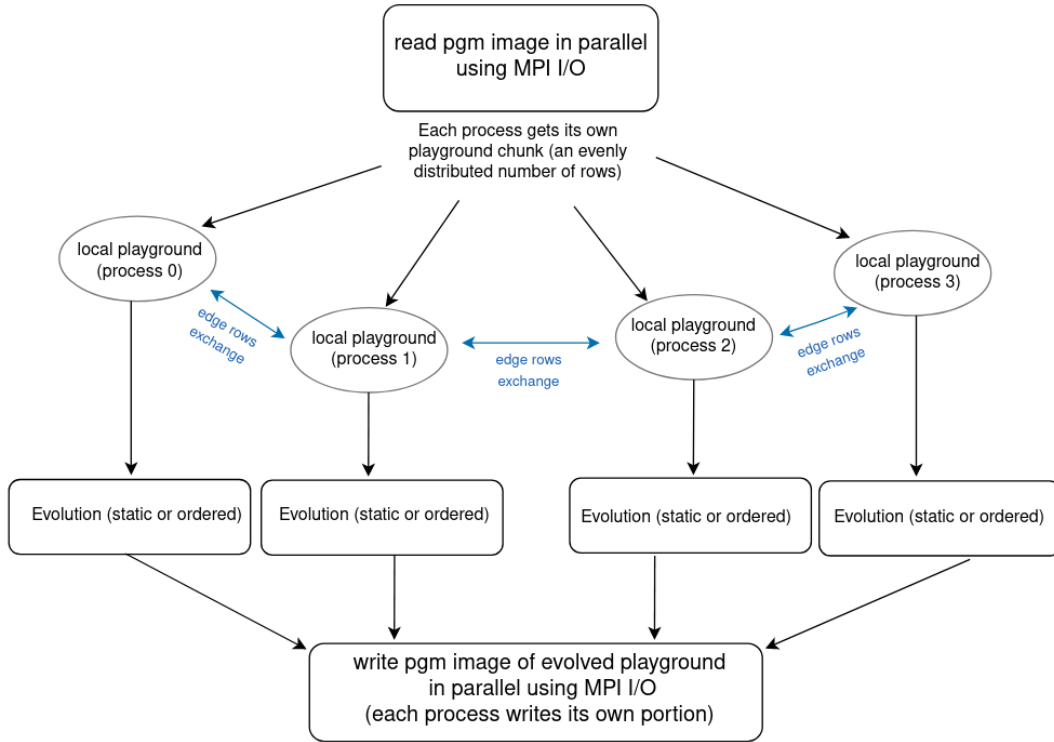 read pgm image in parallel
using MPI I/O
Each process gets its own
playground chunk (an evenly
distributed number of rows)
local playground
(process 0)
local playground
(process 1)
local playground
(process 2)
local playground
(process 3)
edge rows
exchange
edge rows
exchange
edge rows
exchange
Evolution (static or ordered)
Evolution (static or ordered)
Evolution (static or ordered)
Evolution (static or ordered)
write pgm image of evolved playground
in parallel using MPI I/O
(each process writes its own portion)